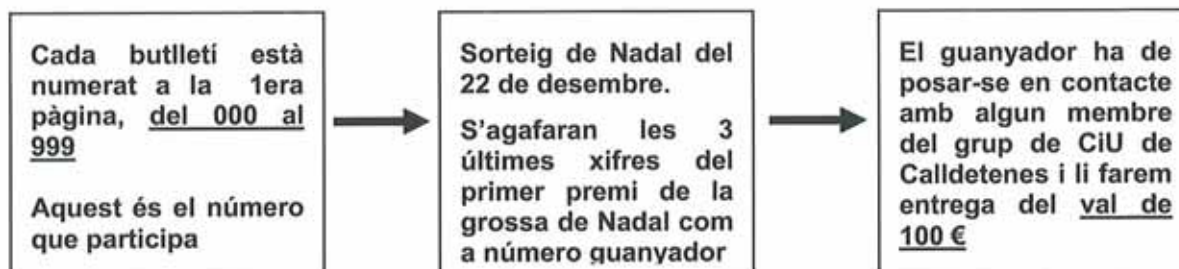 Cada butlletí està
numerat a la 1era
pàgina, del 000 al
999
Aquest és el número
que participa
Sorteig de Nadal del
22 de desembre.
S'agafaran les 3
últimes xifres del
primer premi de la
grossa de Nadal com
a número guanyador
El guanyador ha de
posar-se en contacte
amb algun membre
del grup de CiU de
Calldetenes i li farem
entrega del val de
100 €